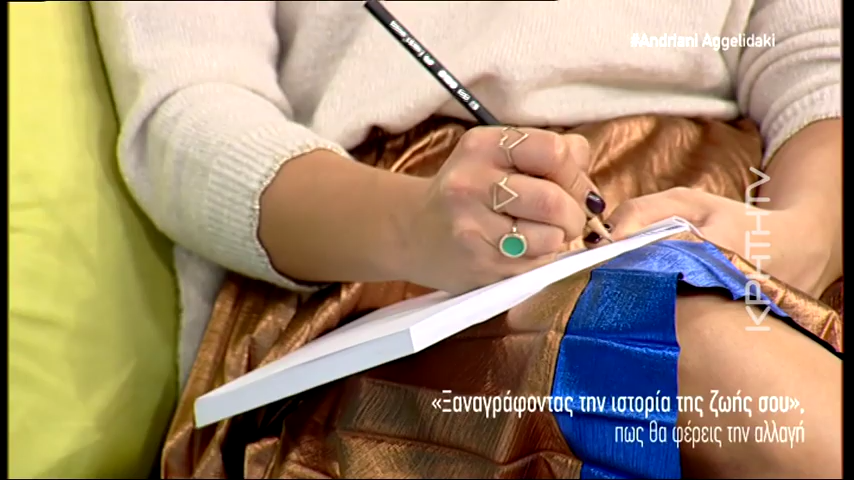 #Andriani Aggelidaki
ΚΡΗΤΗ TV
«Ξαναγράφοντας την ιστορία της ζωής σου»,
πως θα φέρεις την αλλαγή